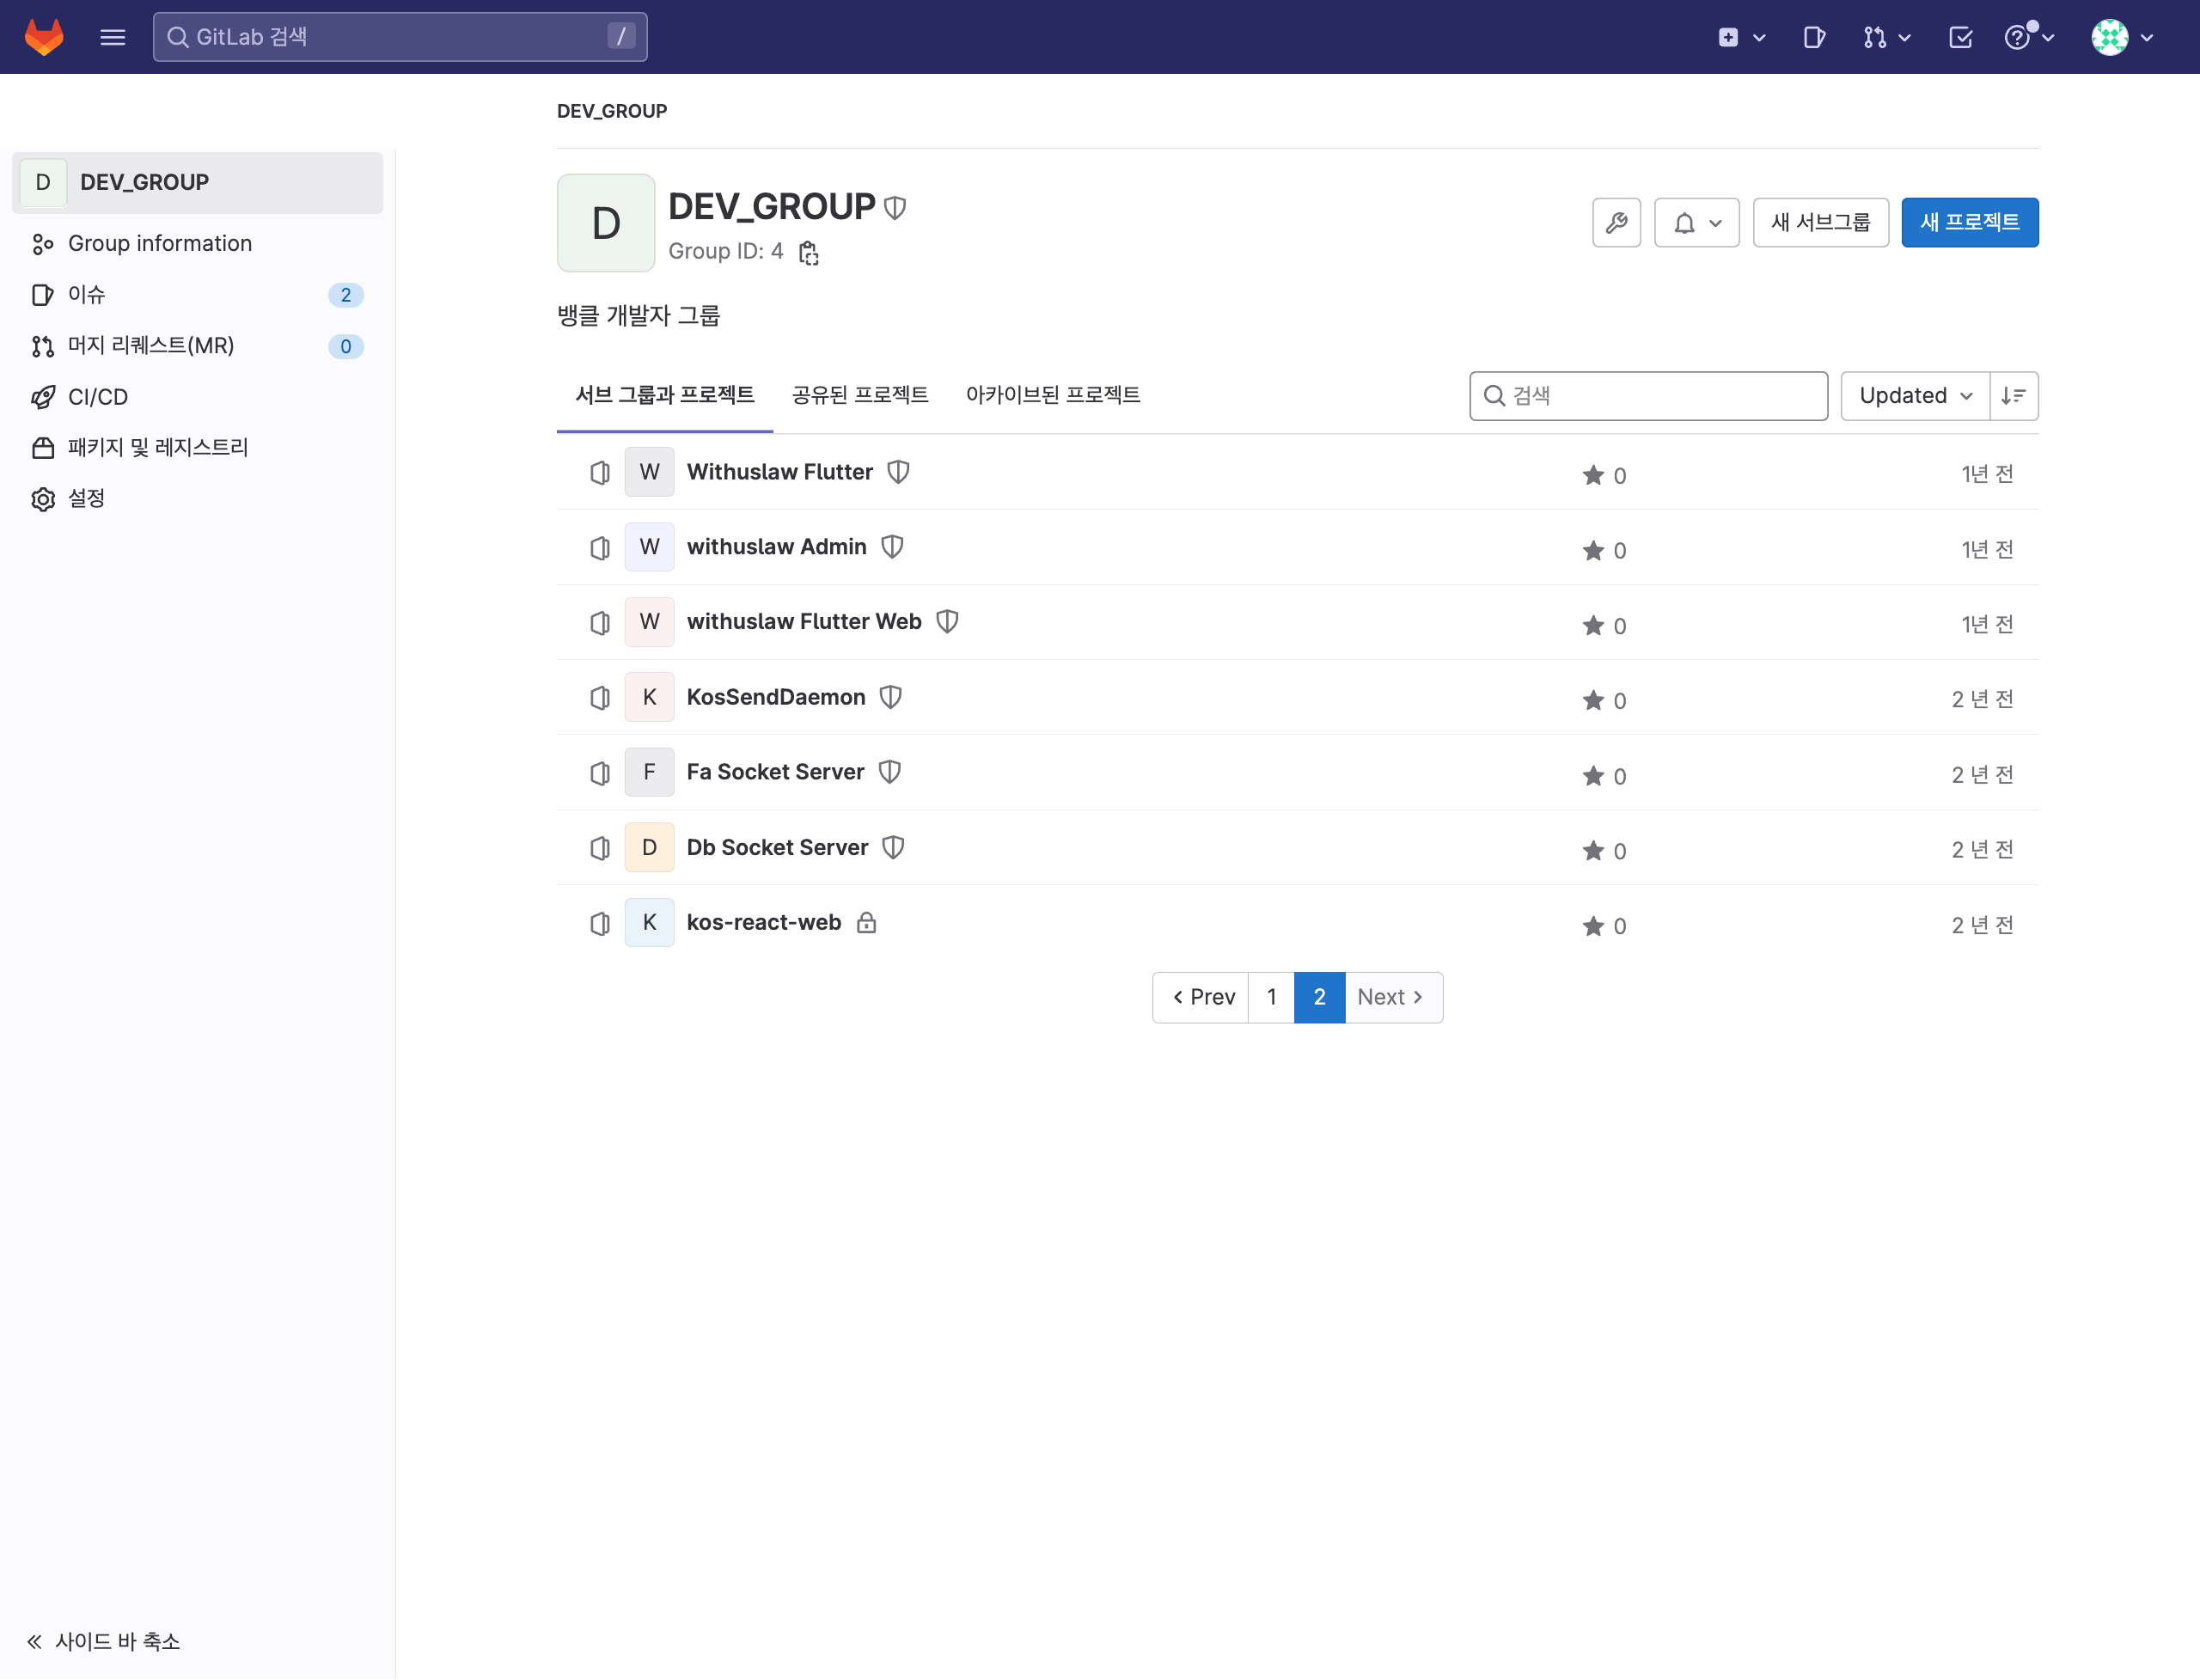 GitLab 검색 /
DEV_GROUP
D DEV_GROUP
Group information
이슈 2
머지 리퀘스트(MR) 0
CI/CD
패키지 및 레지스트리
설정
사이드 바 축소
D
DEV_GROUP
Group ID: 4
새 서브그룹
새 프로젝트
뱅클 개발자 그룹
서브 그룹과 프로젝트 공유된 프로젝트 아카이브된 프로젝트
검색
Updated
W Withuslaw Flutter 0 1년 전
W withuslaw Admin 0 1년 전
W withuslaw Flutter Web 0 1년 전
K KosSendDaemon 0 2 년 전
F Fa Socket Server 0 2 년 전
D Db Socket Server 0 2 년 전
K kos-react-web 0 2 년 전
Prev 1 2 Next